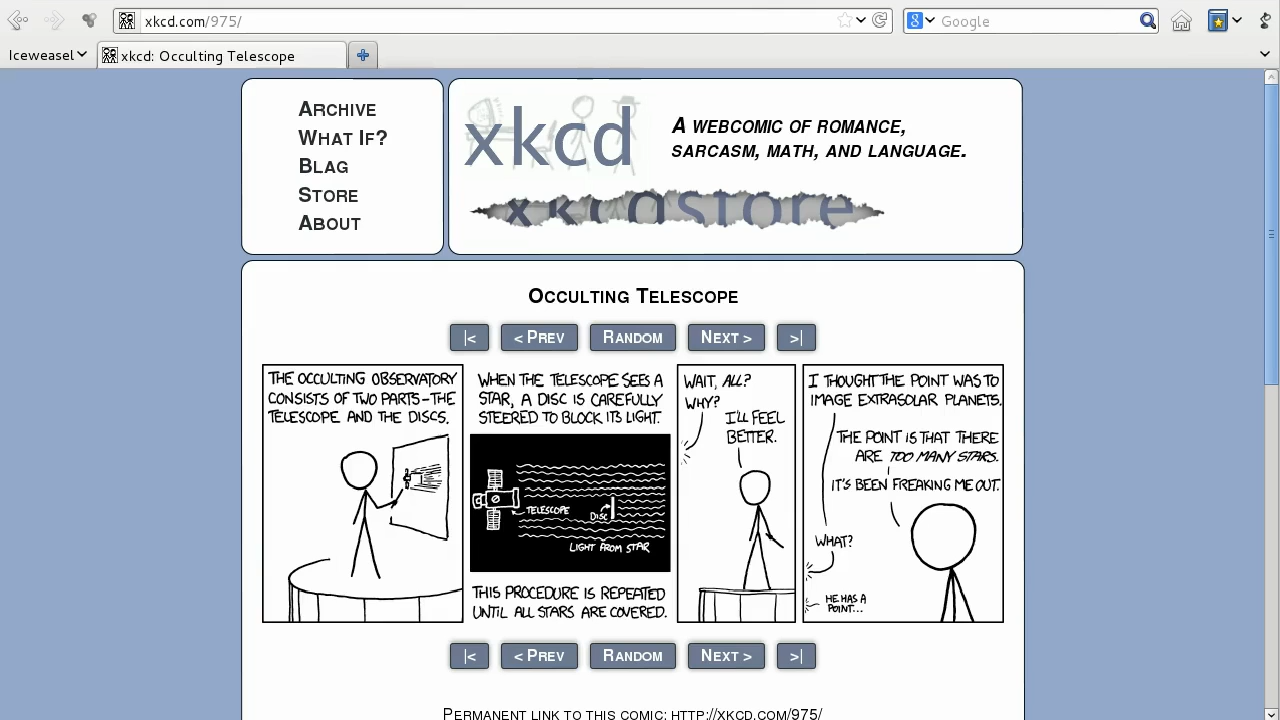 xkcd.com/975/
Google
Iceweasel
xkcd: Occulting Telescope
Archive
What If?
Blag
Store
About
xkcd
A webcomic of romance,
sarcasm, math, and language.
xkcdstore
Occulting Telescope
|<
< Prev
Random
Next >
>|
THE OCCULTING OBSERVATORY
CONSISTS OF TWO PARTS—THE
TELESCOPE AND THE DISCS.
WHEN THE TELESCOPE SEES A
STAR, A DISC IS CAREFULLY
STEERED TO BLOCK ITS LIGHT.
TELESCOPE
DISC
LIGHT FROM STAR
THIS PROCEDURE IS REPEATED
UNTIL ALL STARS ARE COVERED.
WAIT, ALL?
WHY?
I'LL FEEL
BETTER.
I THOUGHT THE POINT WAS TO
IMAGE EXTRASOLAR PLANETS.
THE POINT IS THAT THERE
ARE TOO MANY STARS.
IT'S BEEN FREAKING ME OUT.
WHAT?
HE HAS A
POINT...
|<
< Prev
Random
Next >
>|
Permanent link to this comic: http://xkcd.com/975/